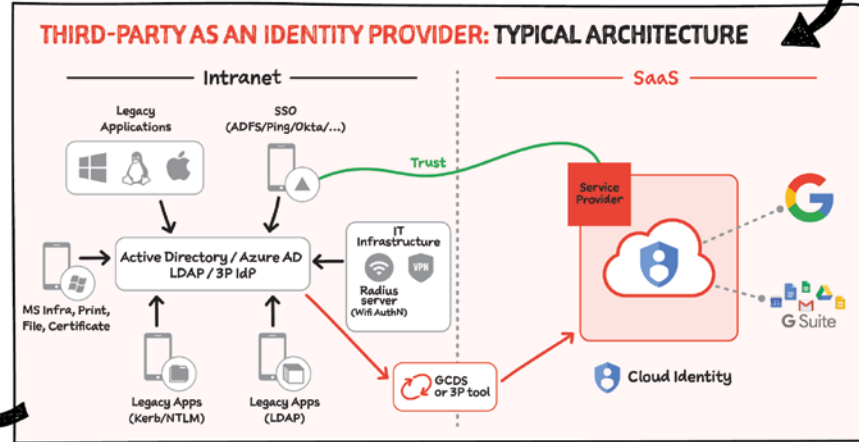 THIRD-PARTY AS AN IDENTITY PROVIDER: TYPICAL ARCHITECTURE
Intranet
SaaS
Legacy
Applications
SSO
(ADFS/Ping/Okta/...)
Trust
Service
Provider
Active Directory / Azure AD
LDAP / 3P IdP
IT
Infrastructure
VPN
Radius
server
(Wifi AuthN)
MS Infra, Print,
File, Certificate
Legacy Apps
(Kerb/NTLM)
Legacy Apps
(LDAP)
GCDS
or 3P tool
Cloud Identity
G Suite